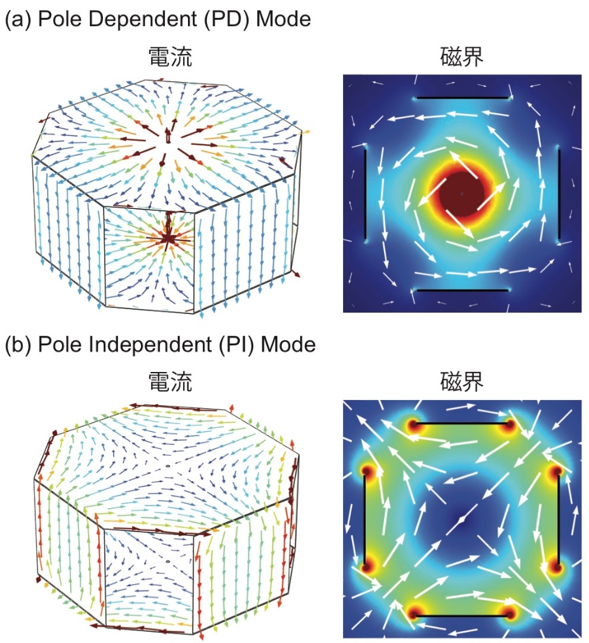 (a) Pole Dependent (PD) Mode
電流
磁界
(b) Pole Independent (PI) Mode
電流
磁界